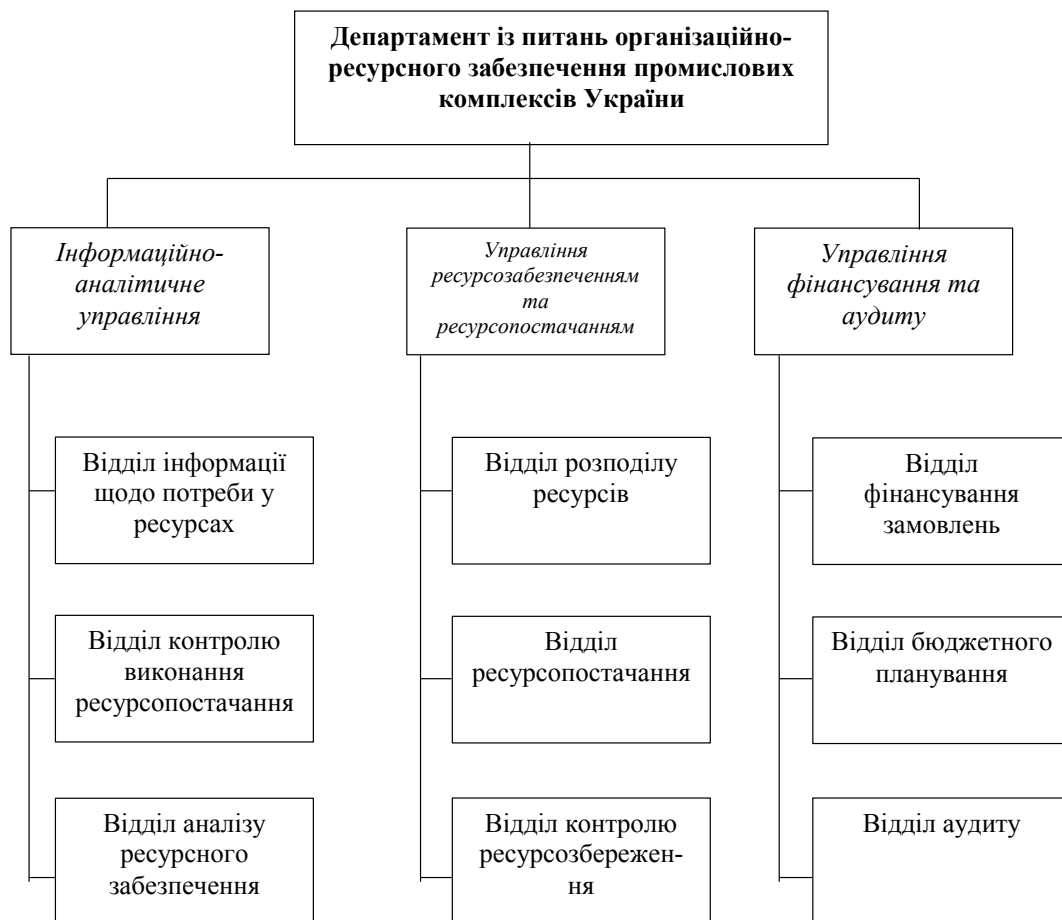 Департамент із питань організаційно-
ресурсного забезпечення промислових
комплексів України
Інформаційно-
аналітичне
управління
Управління
ресурсозабезпеченням
та
ресурсопостачанням
Управління
фінансування та
аудиту
Відділ інформації
щодо потреби у
ресурсах
Відділ розподілу
ресурсів
Відділ
фінансування
замовлень
Відділ контролю
виконання
ресурсопостачання
Відділ
ресурсопостачання
Відділ бюджетного
планування
Відділ аналізу
ресурсного
забезпечення
Відділ контролю
ресурсозбережен-
ня
Відділ аудиту